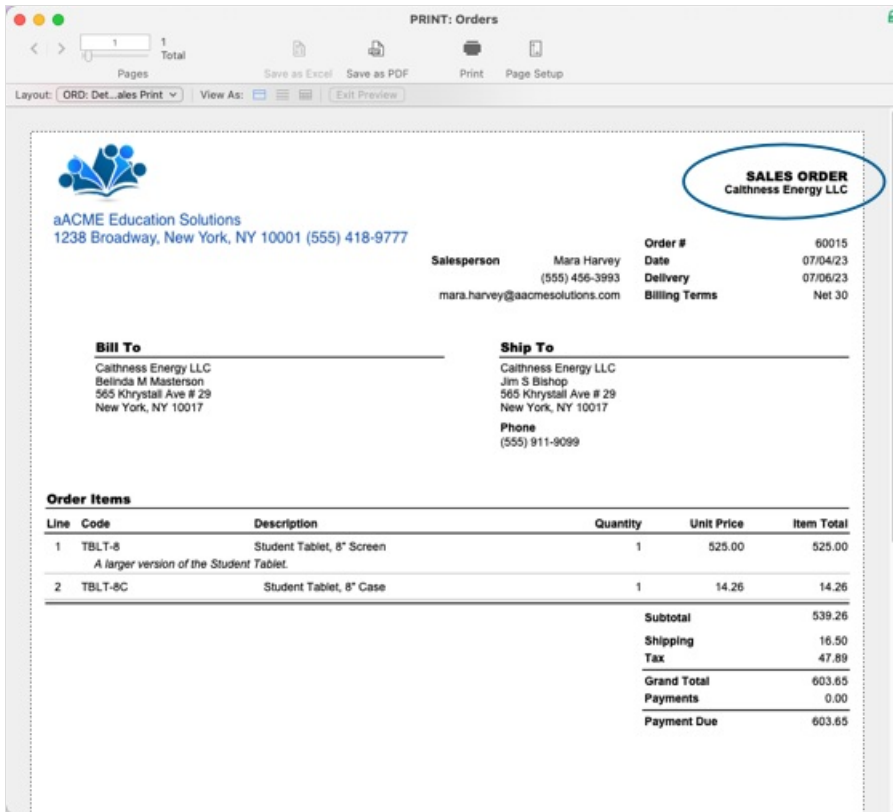 PRINT: Orders
1
1
Total
Pages
Save as Excel
Save as PDF
Print
Page Setup
Layout: ORD: Det...ales Print
View As:
Exit Preview
SALES ORDER
Caithness Energy LLC
aACME Education Solutions
1238 Broadway, New York, NY 10001 (555) 418-9777
Order # 60015
Salesperson Mara Harvey Date 07/04/23
(555) 456-3993 Delivery 07/06/23
mara.harvey@aacmesolutions.com Billing Terms Net 30
Bill To
Caithness Energy LLC
Belinda M Masterson
565 Khrystall Ave # 29
New York, NY 10017
Ship To
Caithness Energy LLC
Jim S Bishop
565 Khrystall Ave # 29
New York, NY 10017
Phone
(555) 911-9099
Order Items
Line Code Description Quantity Unit Price Item Total
1 TBLT-8 Student Tablet, 8" Screen 1 525.00 525.00
A larger version of the Student Tablet.
2 TBLT-8C Student Tablet, 8" Case 1 14.26 14.26
Subtotal 539.26
Shipping 16.50
Tax 47.89
Grand Total 603.65
Payments 0.00
Payment Due 603.65